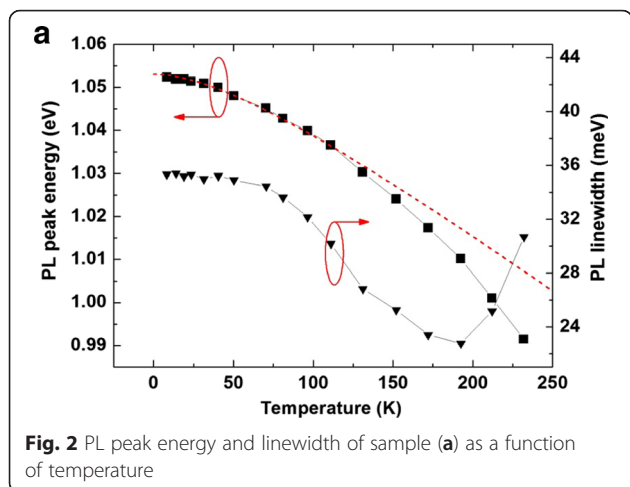 a
1.06
1.05
1.04
1.03
1.02
1.01
1.00
0.99
PL peak energy (eV)
44
40
35
31
28
24
PL linewidth (meV)
0 50 100 150 200 250
Temperature (K)
Fig. 2 PL peak energy and linewidth of sample (a) as a function
of temperature